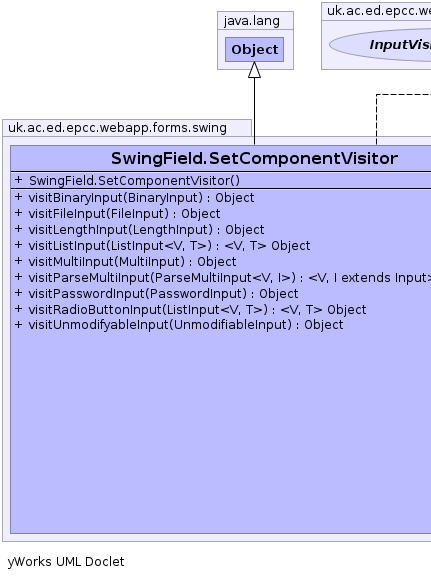 java.lang
Object
uk.ac.ed.epcc.we
InputVis
uk.ac.ed.epcc.webapp.forms.swing
SwingField.SetComponentVisitor
+ SwingField.SetComponentVisitor()
+ visitBinaryInput(BinaryInput) : Object
+ visitFileInput(FileInput) : Object
+ visitLengthInput(LengthInput) : Object
+ visitListInput(ListInput<V, T>) : <V, T> Object
+ visitMultiInput(MultiInput) : Object
+ visitParseMultiInput(ParseMultiInput<V, I>) : <V, I extends Input>
+ visitPasswordInput(PasswordInput) : Object
+ visitRadioButtonInput(ListInput<V, T>) : <V, T> Object
+ visitUnmodifyableInput(UnmodifiableInput) : Object
yWorks UML Doclet